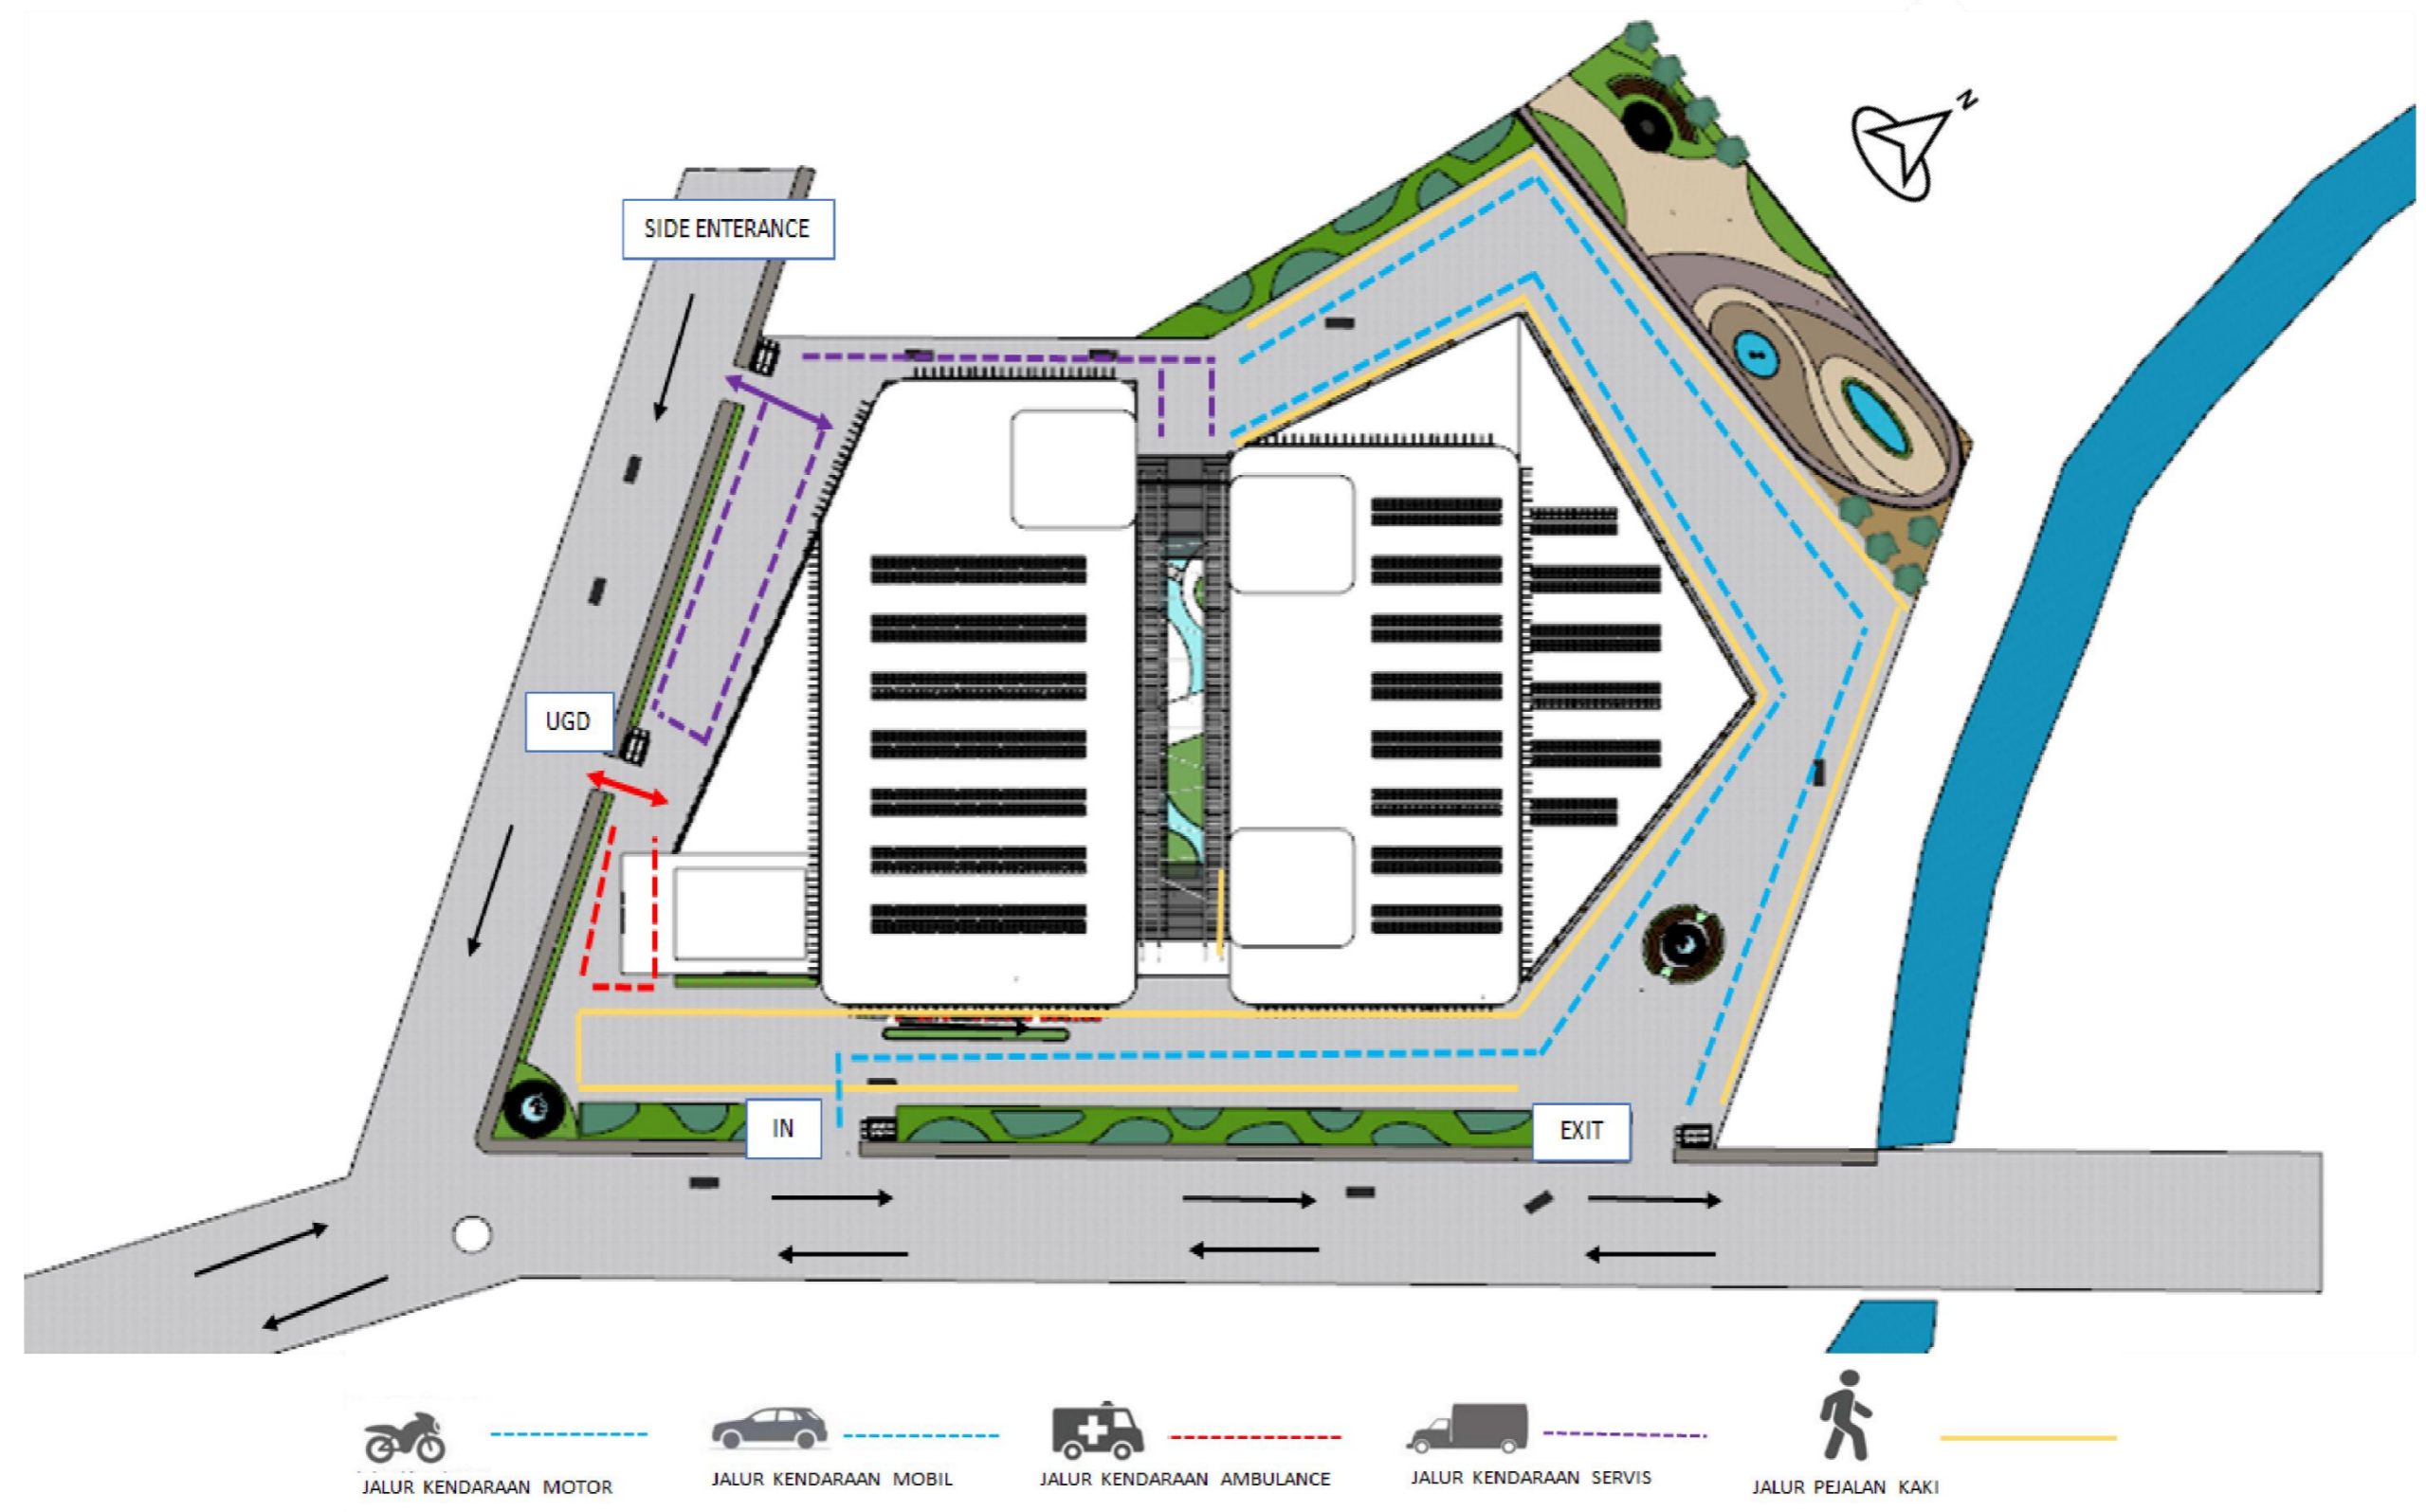 N
SIDE ENTERANCE
UGD
IN
EXIT
JALUR KENDARAAN MOTOR
JALUR KENDARAAN MOBIL
JALUR KENDARAAN AMBULANCE
JALUR KENDARAAN SERVIS
JALUR PEJALAN KAKI